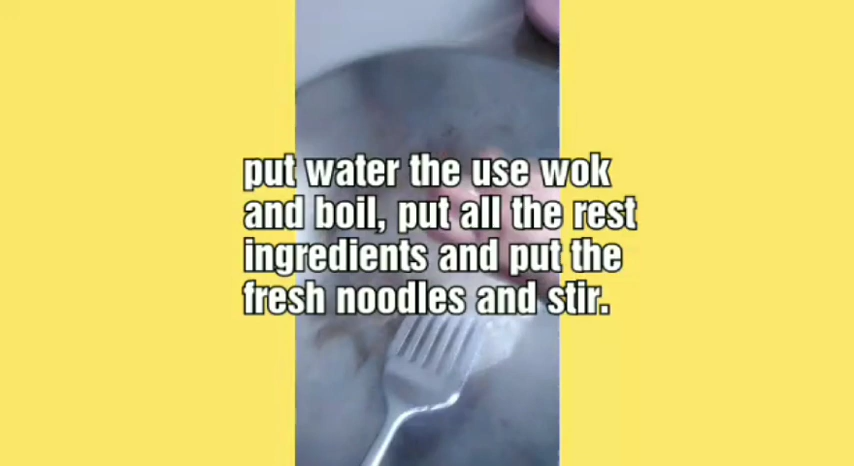 put water the use wok
and boil, put all the rest
ingredients and put the
fresh noodles and stir.